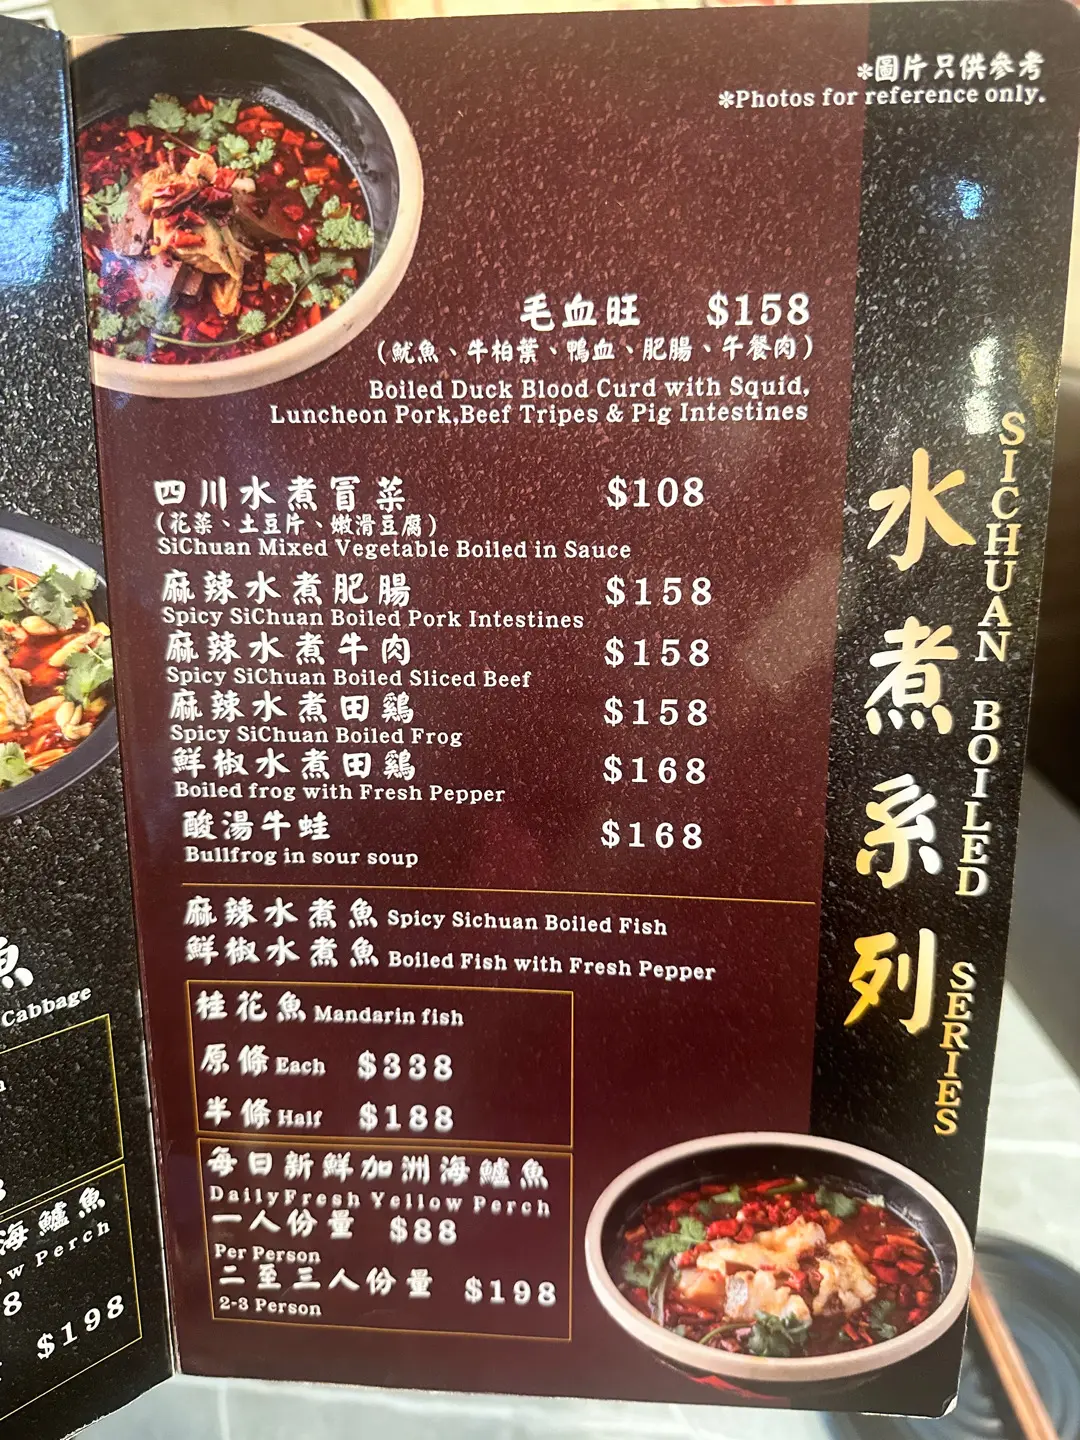 *圖片只供參考
*Photos for reference only.
毛血旺 $158
(魷魚、牛柏葉、鴨血、肥腸、午餐肉)
Boiled Duck Blood Curd with Squid,
Luncheon Pork,Beef Tripes & Pig Intestines
四川水煮冒菜 $108
(花菜、土豆片、嫩滑豆腐)
SiChuan Mixed Vegetable Boiled in Sauce
麻辣水煮肥腸 $158
Spicy SiChuan Boiled Pork Intestines
麻辣水煮牛肉 $158
Spicy SiChuan Boiled Sliced Beef
麻辣水煮田鷄 $158
Spicy SiChuan Boiled Frog
鮮椒水煮田鷄 $168
Boiled frog with Fresh Pepper
酸湯牛蛙 $168
Bullfrog in sour soup
麻辣水煮魚 Spicy Sichuan Boiled Fish
鮮椒水煮魚 Boiled Fish with Fresh Pepper
桂花魚 Mandarin fish
原條 Each $338
半條 Half $188
每日新鮮加洲海鱸魚
DailyFresh Yellow Perch
一人份量 $88
Per Person
二至三人份量 $198
2-3 Person
水煮系列
SICHUAN BOILED SERIES
魚
Cabbage
海鱸魚
Perch
8
$198